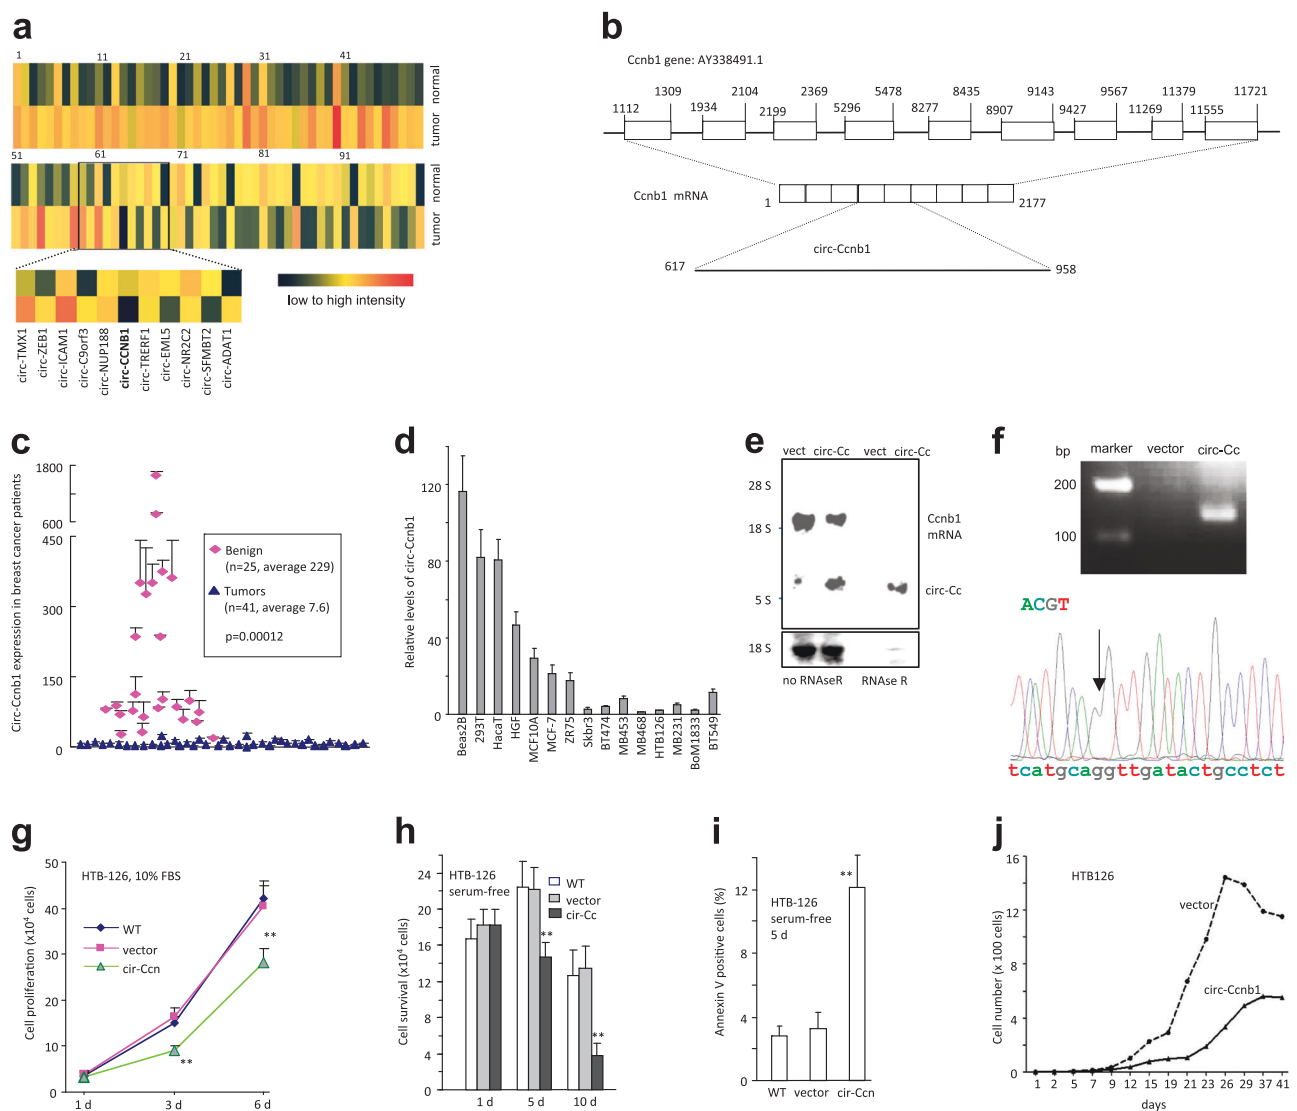 a
1 11 21 31 41
normal
tumor
51 61 71 81 91
normal
tumor
low to high intensity
circ-TMX1
circ-ZEB1
circ-ICAM1
circ-C9orf3
circ-NUP188
circ-CCNB1
circ-TRERF1
circ-EML5
circ-NR2C2
circ-SFMBT2
circ-ADAT1
b
Ccnb1 gene: AY338491.1
1309 2104 2369 5478 8435 9143 9567 11379 11721
1112 1934 2199 5296 8277 8907 9427 11269 11555
Ccnb1 mRNA
1 2177
circ-Ccnb1
617 958
c
Circ-Ccnb1 expression in breast cancer patients
1800
600
450
300
150
0
Benign
(n=25, average 229)
Tumors
(n=41, average 7.6)
p=0.00012
d
Relative levels of circ-Ccnb1
120
80
40
0
Beas2B
293T
HacaT
HGF
MCF10A
MCF-7
ZR75
Skbr3
BT474
MB453
MB468
HTB126
MB231
BoM1833
BT549
e
vect circ-Cc vect circ-Cc
28 S
18 S
5 S
Ccnb1
mRNA
circ-Cc
18 S
no RNAseR RNAse R
f
bp marker vector circ-Cc
200
100
ACGT
tcatgcaggttgatactgcctct
g
HTB-126, 10% FBS
Cell proliferation (x10⁴ cells)
50
40
30
20
10
0
WT
vector
cir-Ccn
**
**
1 d 3 d 6 d
h
HTB-126
serum-free
Cell survival (x10⁴ cells)
24
20
16
12
8
4
0
WT
vector
cir-Cc
**
**
1 d 5 d 10 d
i
Annexin V positive cells (%)
12
8
4
0
HTB-126
serum-free
5 d
**
WT vector cir-Ccn
j
HTB126
Cell number (x 100 cells)
16
12
8
4
0
vector
circ-Ccnb1
1 2 5 7 9 12 15 19 21 23 26 29 37 41
days